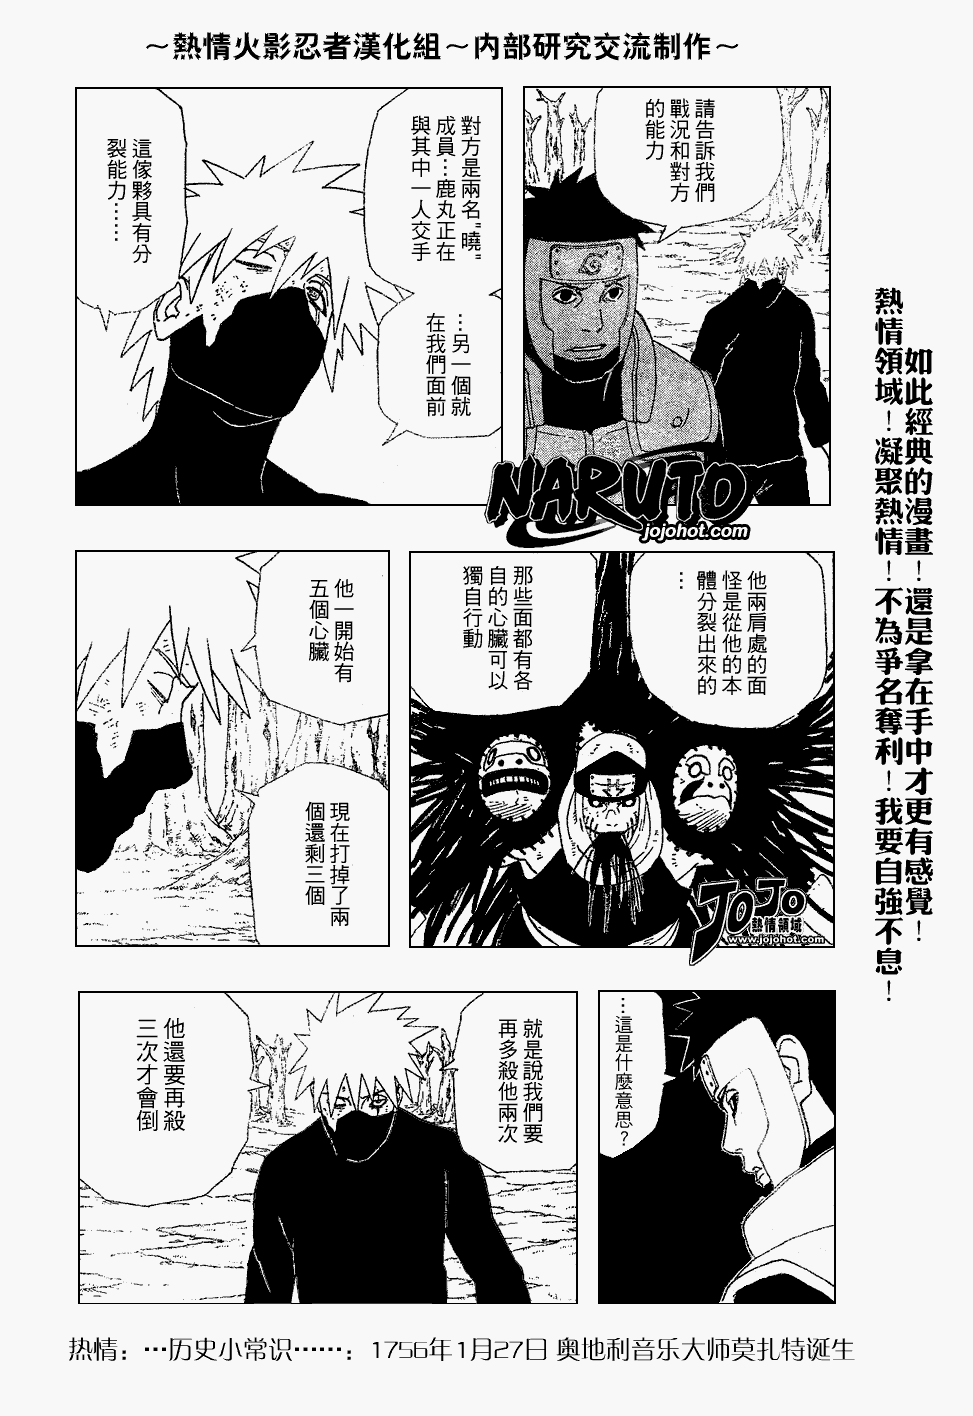 ～熱情火影忍者漢化組～内部研究交流制作～
請告訴我們
戰況和對方
的能力
對方是兩名"曉"
成員…鹿丸正在
與其中一人交手
…另一個就
在我們面前
這傢夥具有分
裂能力……
NARUTO
jojohot.com
他兩肩處的面
怪是從他的本
體分裂出來的
…
那些面都有各
自的心臟可以
獨自行動
JOJO
熱情領域
www.jojohot.com
他一開始有
五個心臟
現在打掉了兩
個還剩三個
…這是什麼意思？
就是說我們要
再多殺他兩次
他還要再殺
三次才會倒
如此經典的漫畫！還是拿在手中才更有感覺！
熱情領域！凝聚熱情！不為爭名奪利！我要自強不息！
热情：…历史小常识……：1756年1月27日 奥地利音乐大师莫扎特诞生